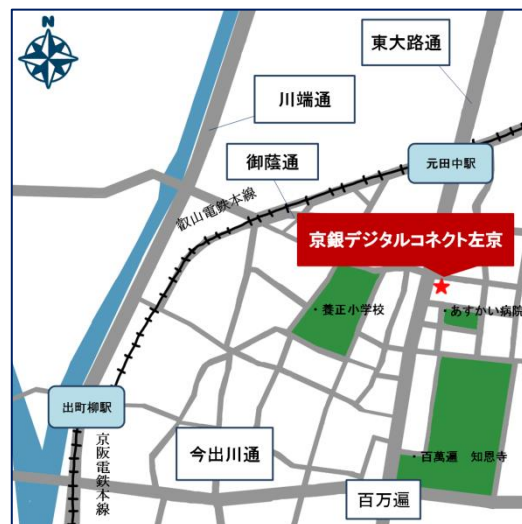 N
東大路通
川端通
御蔭通
元田中駅
叡山電鉄本線
京銀デジタルコネクト左京
・養正小学校
・あすかい病院
出町柳駅
京阪電鉄本線
今出川通
・百萬遍 知恩寺
百万遍